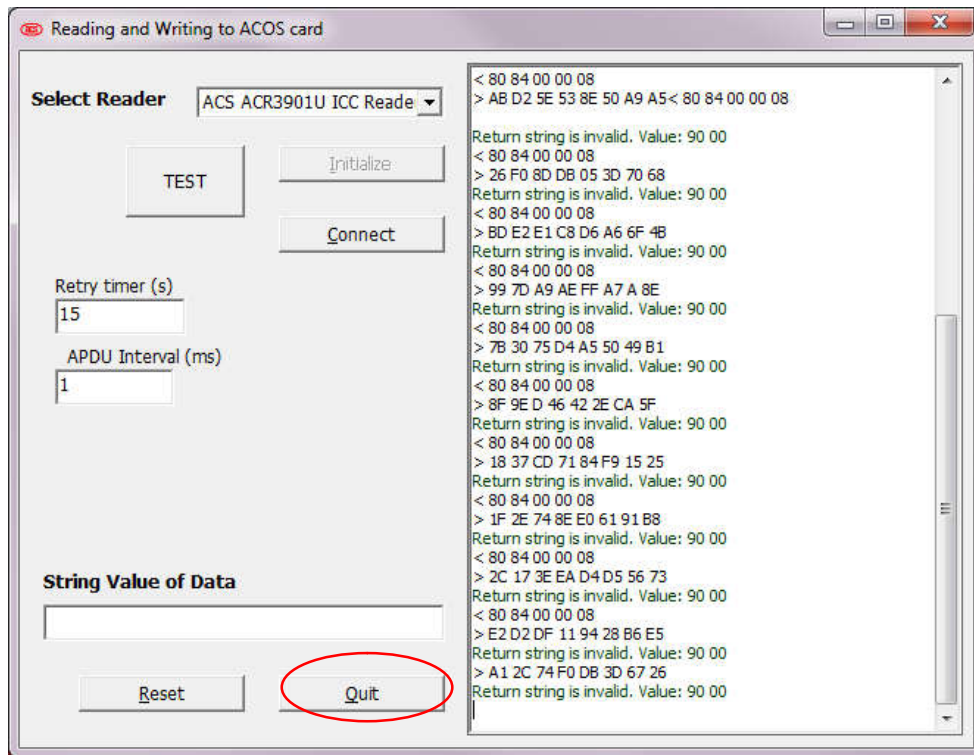 Reading and Writing to ACOS card
Select Reader
ACS ACR3901U ICC Reade
TEST
Initialize
Connect
Retry timer (s)
15
APDU Interval (ms)
1
String Value of Data
Reset
Quit
< 80 84 00 00 08
> AB D2 5E 53 8E 50 A9 A5< 80 84 00 00 08
Return string is invalid. Value: 90 00
< 80 84 00 00 08
> 26 F0 8D DB 05 3D 70 68
Return string is invalid. Value: 90 00
< 80 84 00 00 08
> BD E2 E1 C8 D6 A6 6F 4B
Return string is invalid. Value: 90 00
< 80 84 00 00 08
> 99 7D A9 AE FF A7 A 8E
Return string is invalid. Value: 90 00
< 80 84 00 00 08
> 7B 30 75 D4 A5 50 49 B1
Return string is invalid. Value: 90 00
< 80 84 00 00 08
> 8F 9E D 46 42 2E CA 5F
Return string is invalid. Value: 90 00
< 80 84 00 00 08
> 18 37 CD 71 84 F9 15 25
Return string is invalid. Value: 90 00
< 80 84 00 00 08
> 1F 2E 74 8E E0 61 91 B8
Return string is invalid. Value: 90 00
< 80 84 00 00 08
> 2C 17 3E EA D4 D5 56 73
Return string is invalid. Value: 90 00
< 80 84 00 00 08
> E2 D2 DF 11 94 28 B6 E5
Return string is invalid. Value: 90 00
> A1 2C 74 F0 DB 3D 67 26
Return string is invalid. Value: 90 00